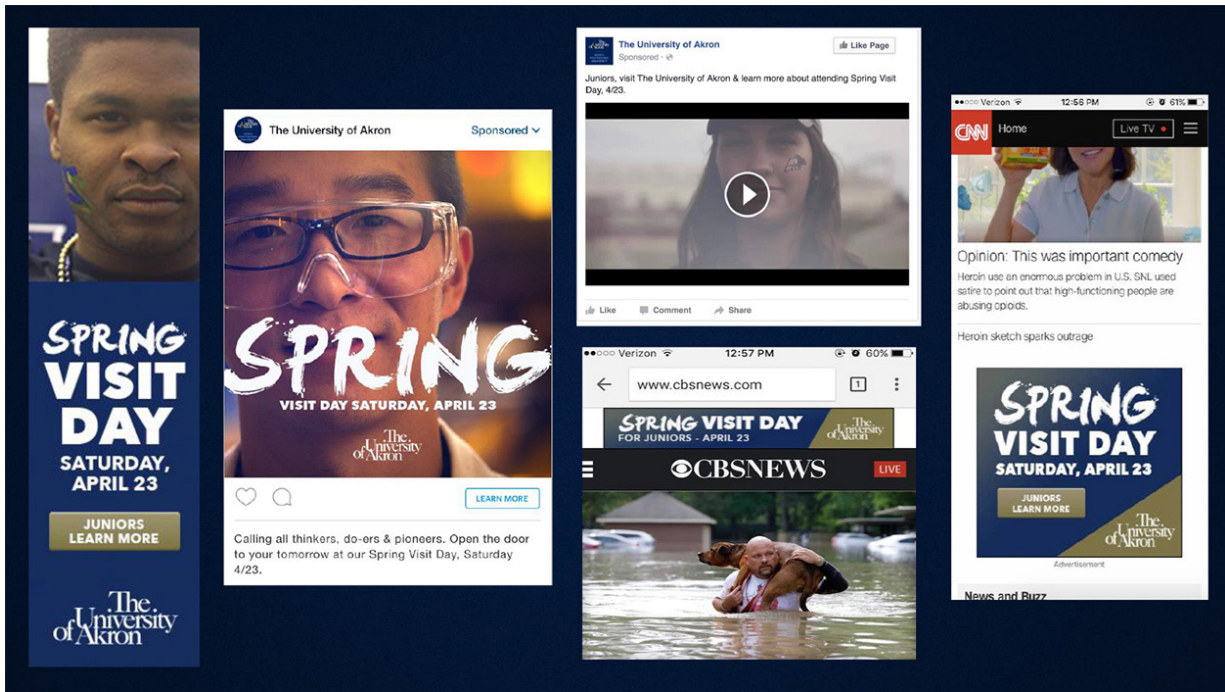 SPRING
VISIT
DAY
SATURDAY,
APRIL 23
JUNIORS
LEARN MORE
The
University
of Akron
The University of Akron
Sponsored
SPRING
VISIT DAY SATURDAY, APRIL 23
The
University
of Akron
LEARN MORE
Calling all thinkers, do-ers & pioneers. Open the door
to your tomorrow at our Spring Visit Day, Saturday
4/23.
The University of Akron
Like Page
Sponsored ·
Juniors, visit The University of Akron & learn more about attending Spring Visit
Day, 4/23.
Like Comment Share
Verizon 12:57 PM 60%
www.cbsnews.com 1
SPRING VISIT DAY
FOR JUNIORS - APRIL 23
The
University
of Akron
CBSNEWS LIVE
Verizon 12:56 PM 61%
CNN Home Live TV
Opinion: This was important comedy
Heroin use an enormous problem in U.S. SNL used
satire to point out that high-functioning people are
abusing opioids.
Heroin sketch sparks outrage
SPRING
VISIT DAY
SATURDAY, APRIL 23
JUNIORS
LEARN MORE
The
University
of Akron
Advertisement
News and Buzz